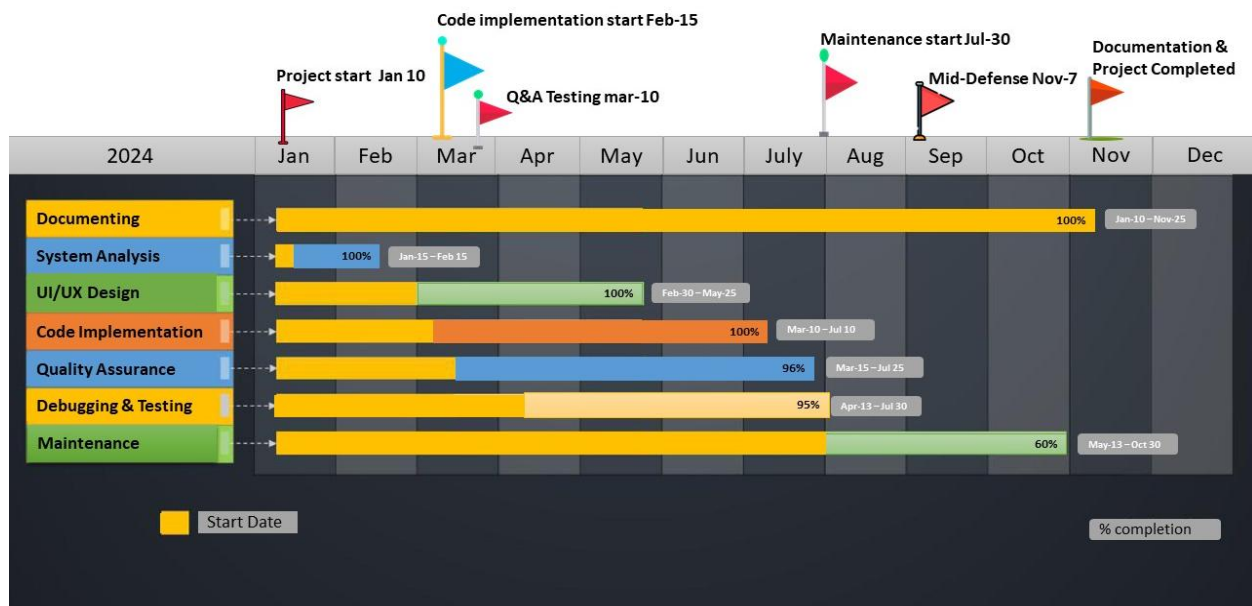 Code implementation start Feb-15
Project start  Jan 10
Q&A Testing mar-10
Maintenance start Jul-30
Mid-Defense Nov-7
Documentation &
Project Completed
2024 Jan Feb Mar Apr May Jun July Aug Sep Oct Nov Dec
Documenting 100% Jan-10 – Nov-25
System Analysis 100% Jan-15 – Feb 15
UI/UX Design 100% Feb-30 – May-25
Code Implementation 100% Mar-10 – Jul 10
Quality Assurance 96% Mar-15 – Jul 25
Debugging & Testing 95% Apr-13 – Jul 30
Maintenance 60% May-13 – Oct 30
Start Date
% completion